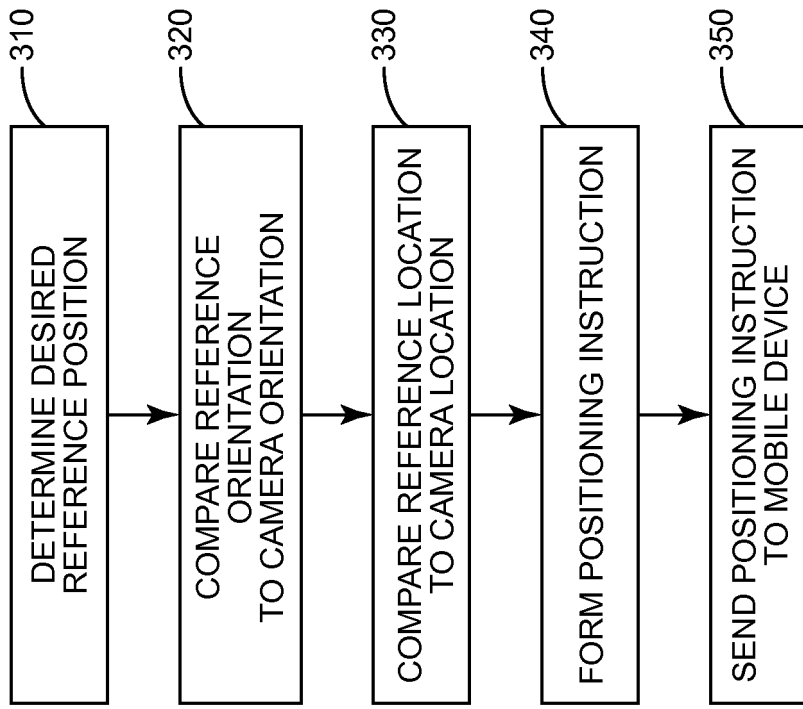 310
DETERMINE DESIRED
REFERENCE POSITION
320
COMPARE REFERENCE
ORIENTATION
TO CAMERA ORIENTATION
330
COMPARE REFERENCE LOCATION
TO CAMERA LOCATION
340
FORM POSITIONING INSTRUCTION
350
SEND POSITIONING INSTRUCTION
TO MOBILE DEVICE